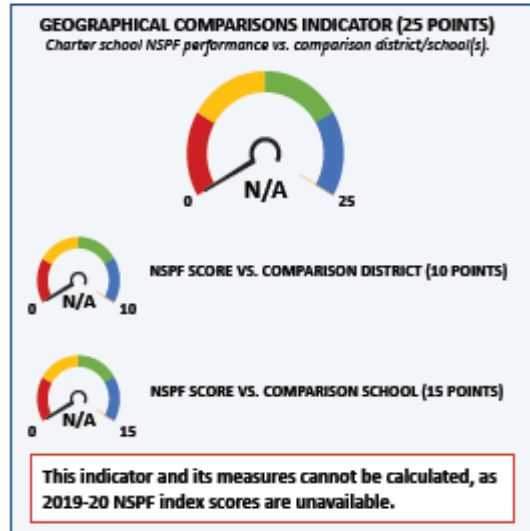 GEOGRAPHICAL COMPARISONS INDICATOR (25 POINTS)
Charter school NSPF performance vs. comparison district/school(s).
N/A
0 25
NSPF SCORE VS. COMPARISON DISTRICT (10 POINTS)
N/A
0 10
NSPF SCORE VS. COMPARISON SCHOOL (15 POINTS)
N/A
0 15
This indicator and its measures cannot be calculated, as
2019-20 NSPF index scores are unavailable.